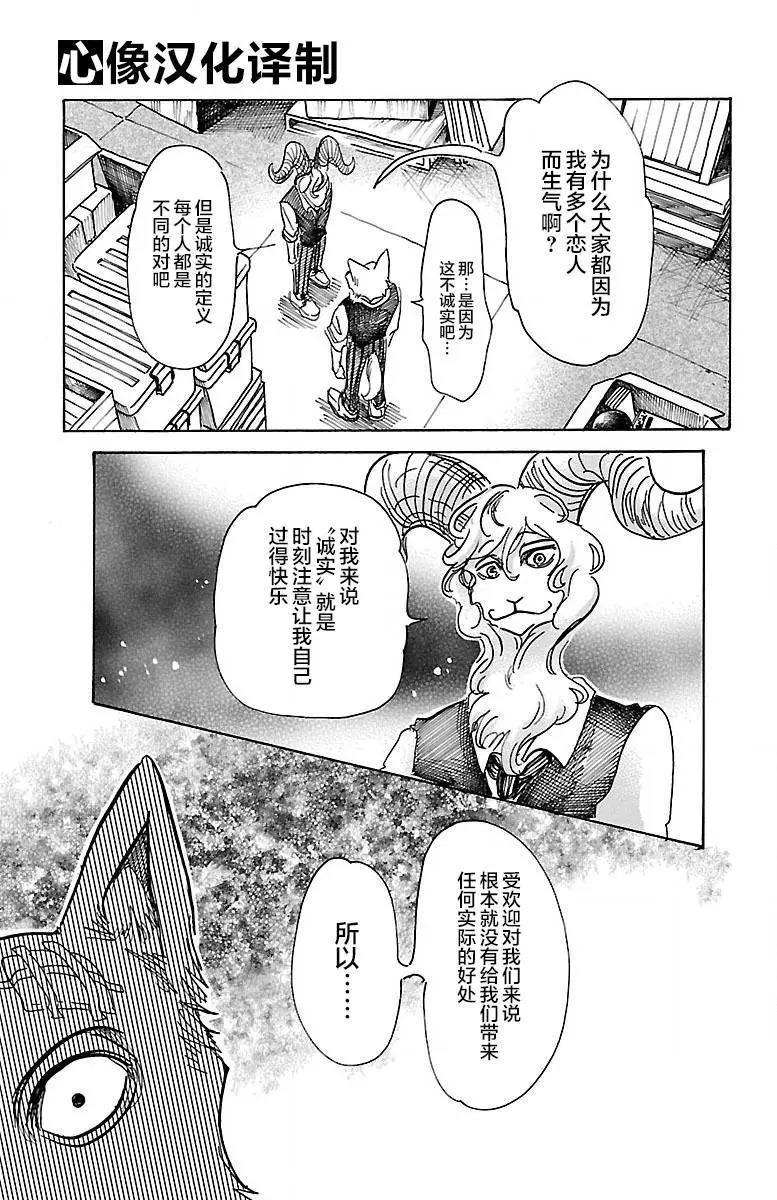 心像汉化译制
为什么大家都因为
我有多个恋人
而生气啊？
那…是因为
这不诚实吧…
但是诚实的定义
每个人都是
不同的对吧
对我来说
“诚实”就是
时刻注意让我自己
过得快乐
受欢迎对我们来说
根本就没有给我们带来
任何实际的好处
所以……